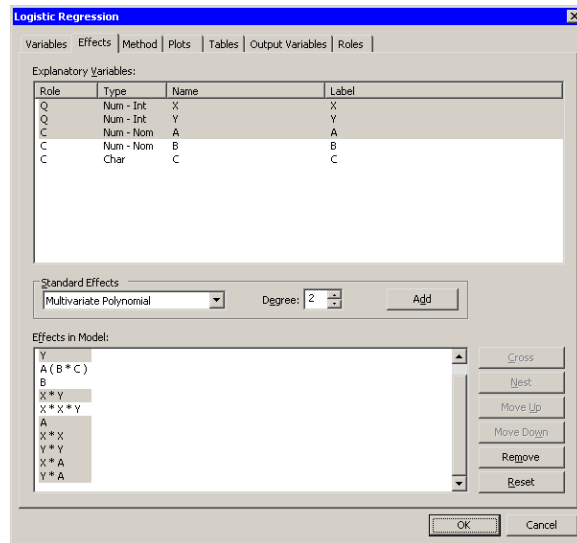 Logistic Regression
Variables Effects Method Plots Tables Output Variables Roles
Explanatory Variables:
Role Type Name Label
Q Num - Int X X
Q Num - Int Y Y
C Num - Nom A A
C Num - Nom B B
C Char C C
Standard Effects
Multivariate Polynomial Degree: 2 Add
Effects in Model:
Y
A(B*C)
B
X*Y
X*X*Y
A
X*X
Y*Y
X*A
Y*A
Cross
Nest
Move Up
Move Down
Remove
Reset
OK Cancel